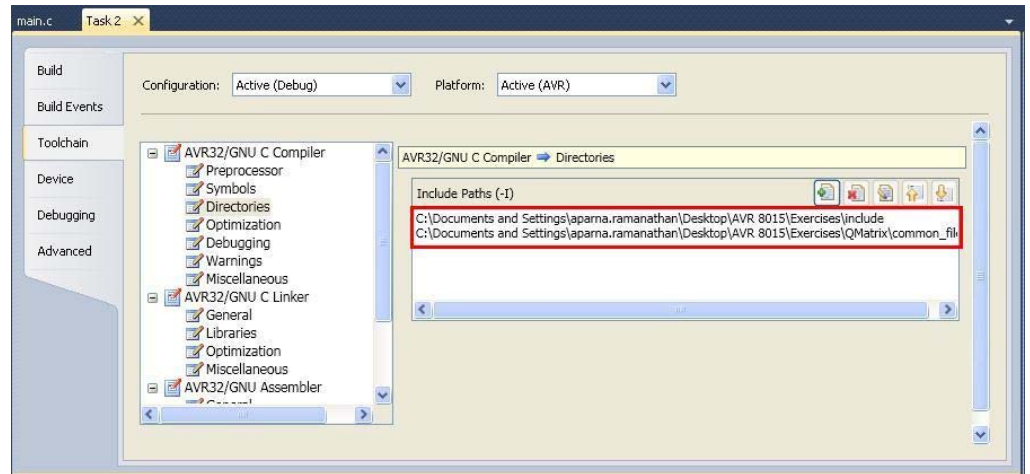 main.c Task 2
Build
Build Events
Toolchain
Device
Debugging
Advanced
Configuration: Active (Debug) Platform: Active (AVR)
AVR32/GNU C Compiler
Preprocessor
Symbols
Directories
Optimization
Debugging
Warnings
Miscellaneous
AVR32/GNU C Linker
General
Libraries
Optimization
Miscellaneous
AVR32/GNU Assembler
General
AVR32/GNU C Compiler ➡ Directories
Include Paths (-I)
C:\Documents and Settings\aparna.ramanathan\Desktop\AVR 8015\Exercises\include
C:\Documents and Settings\aparna.ramanathan\Desktop\AVR 8015\Exercises\QMatrix\common_fil